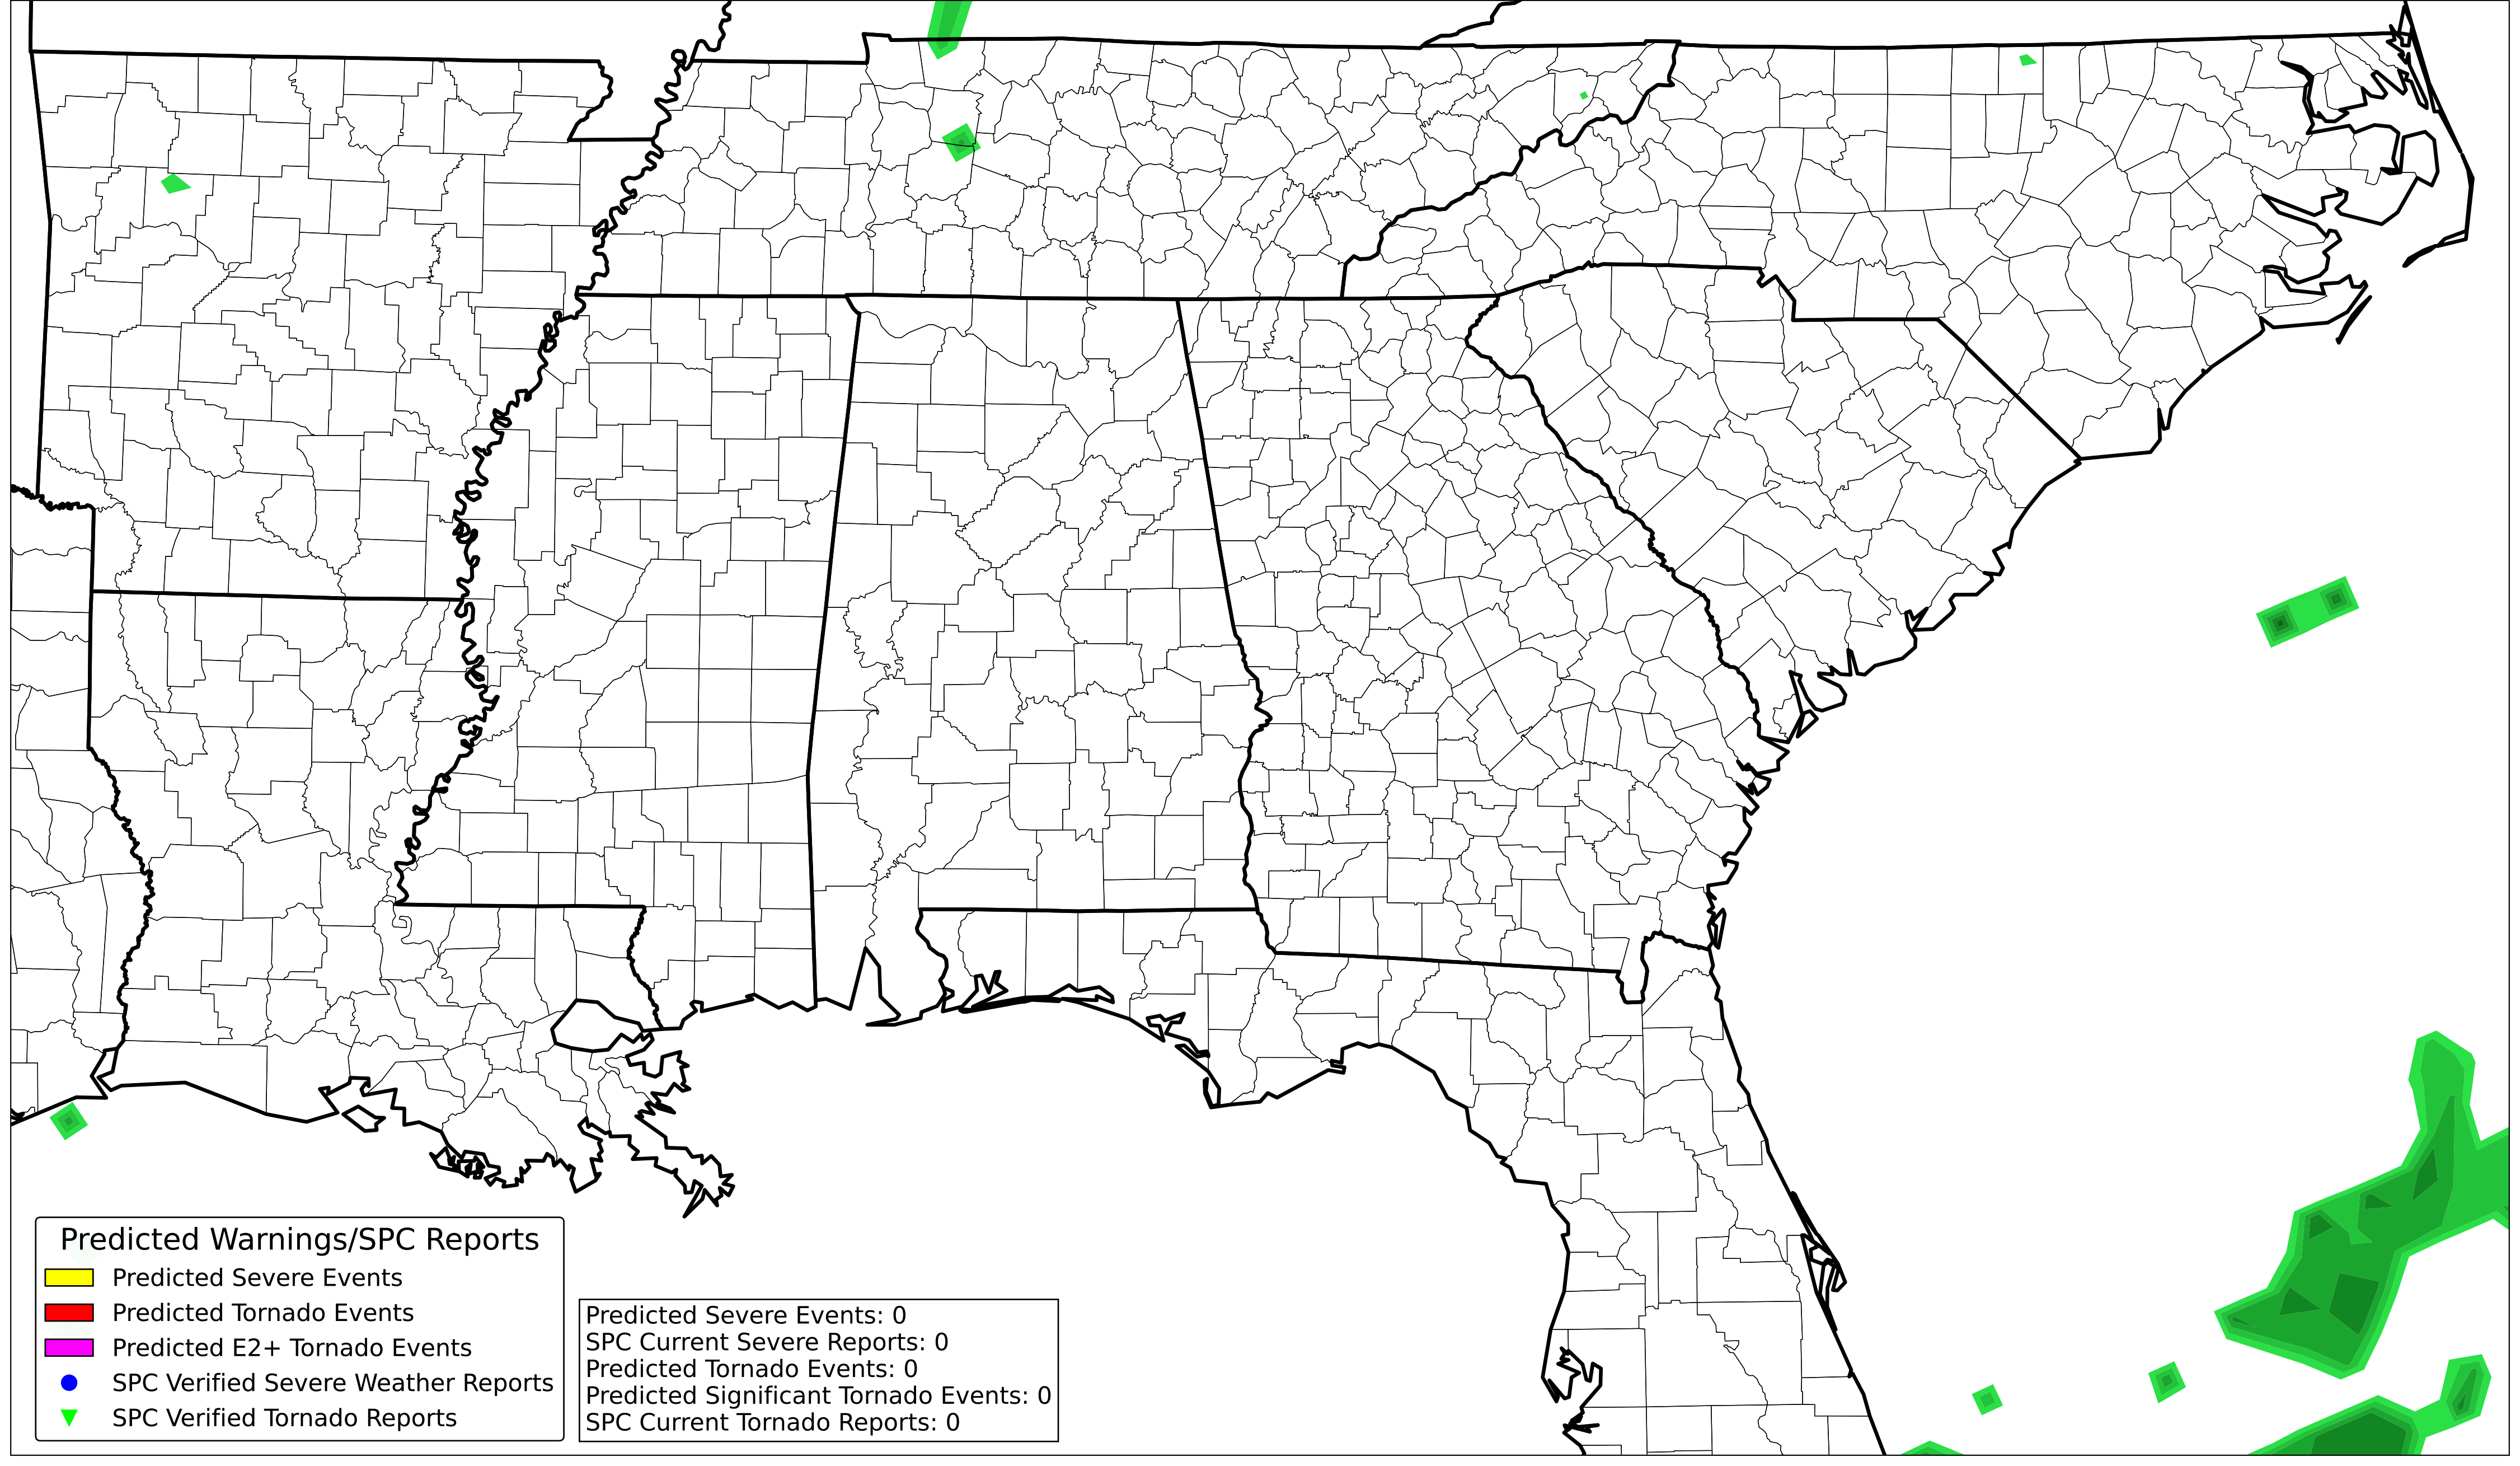 Predicted Warnings/SPC Reports
Predicted Severe Events
Predicted Tornado Events
Predicted E2+ Tornado Events
SPC Verified Severe Weather Reports
SPC Verified Tornado Reports
Predicted Severe Events: 0
SPC Current Severe Reports: 0
Predicted Tornado Events: 0
Predicted Significant Tornado Events: 0
SPC Current Tornado Reports: 0